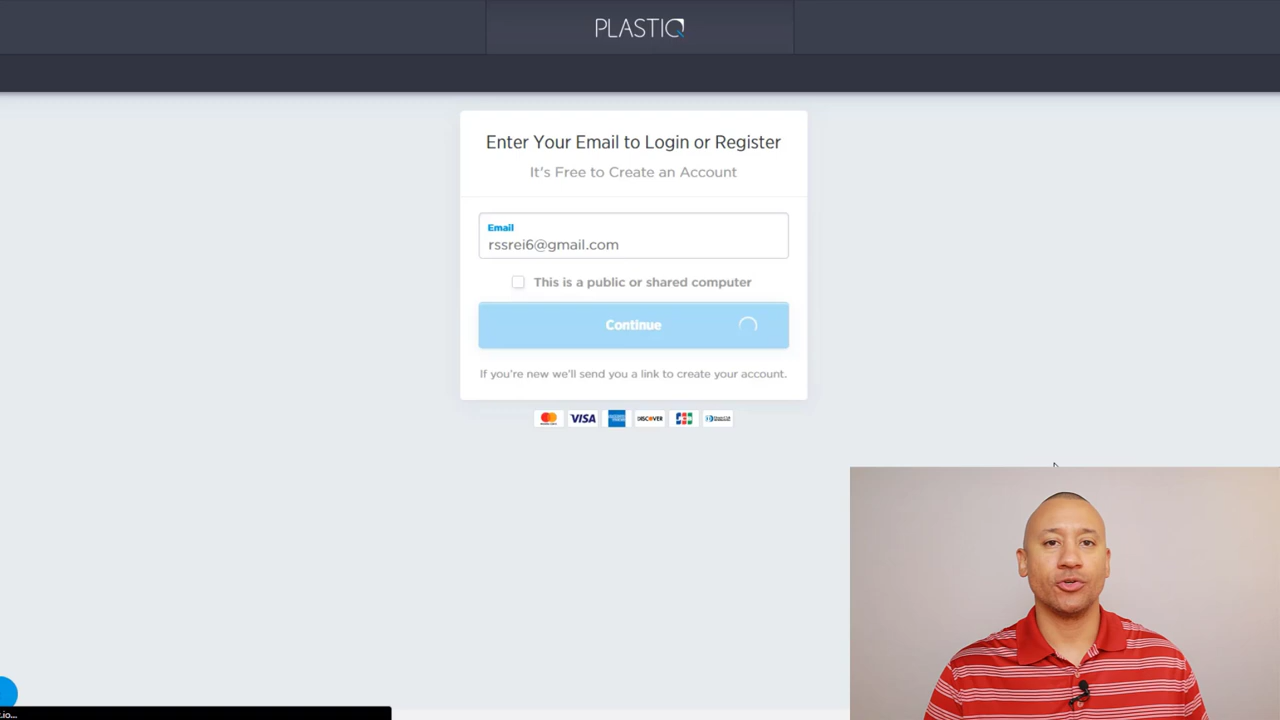 PLASTIQ
Enter Your Email to Login or Register
It's Free to Create an Account
Email
rssrei6@gmail.com
This is a public or shared computer
Continue
If you're new we'll send you a link to create your account.
VISA
DISCOVER
.io...